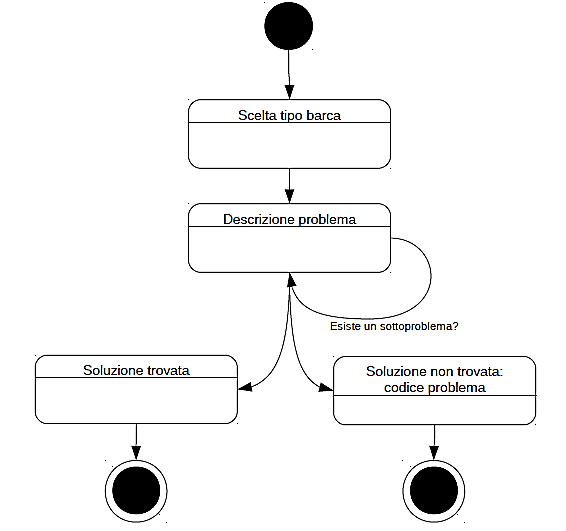 Scelta tipo barca
Descrizione problema
Esiste un sottoproblema?
Soluzione trovata
Soluzione non trovata:
codice problema